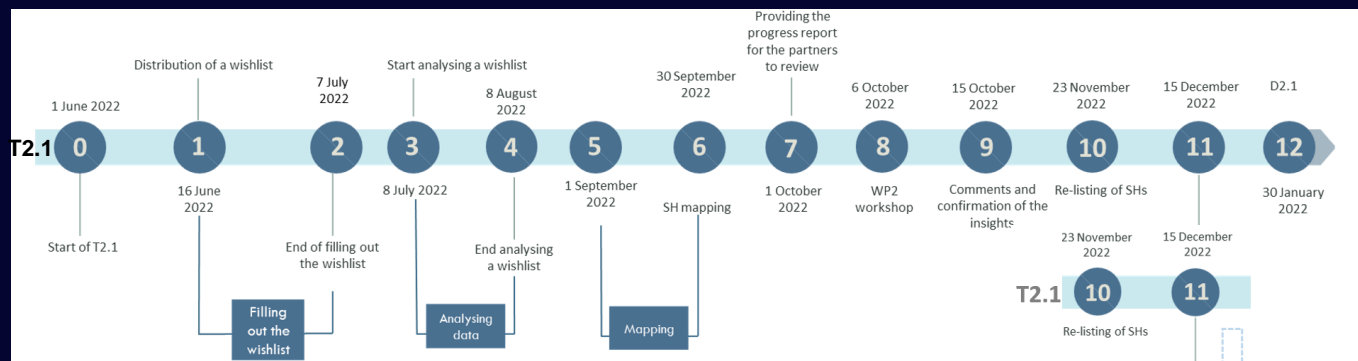 Providing the
progress report
for the partners
to review
Distribution of a wishlist
Start analysing a wishlist
7 July
2022
30 September
2022
8 August
2022
6 October
2022
15 October
2022
23 November
2022
15 December
2022
D2.1
1 June 2022
T2.1 0 1 2 3 4 5 6 7 8 9 10 11 12
16 June
2022
8 July 2022
1 September
2022
SH mapping
1 October
2022
WP2
workshop
Comments and
confirmation of the
insights
Re-listing of SHs
30 January
2022
Start of T2.1
End of filling out
the wishlist
End analysing
a wishlist
23 November
2022
15 December
2022
T2.1 10 11
Re-listing of SHs
Filling
out the
wishlist
Analysing
data
Mapping